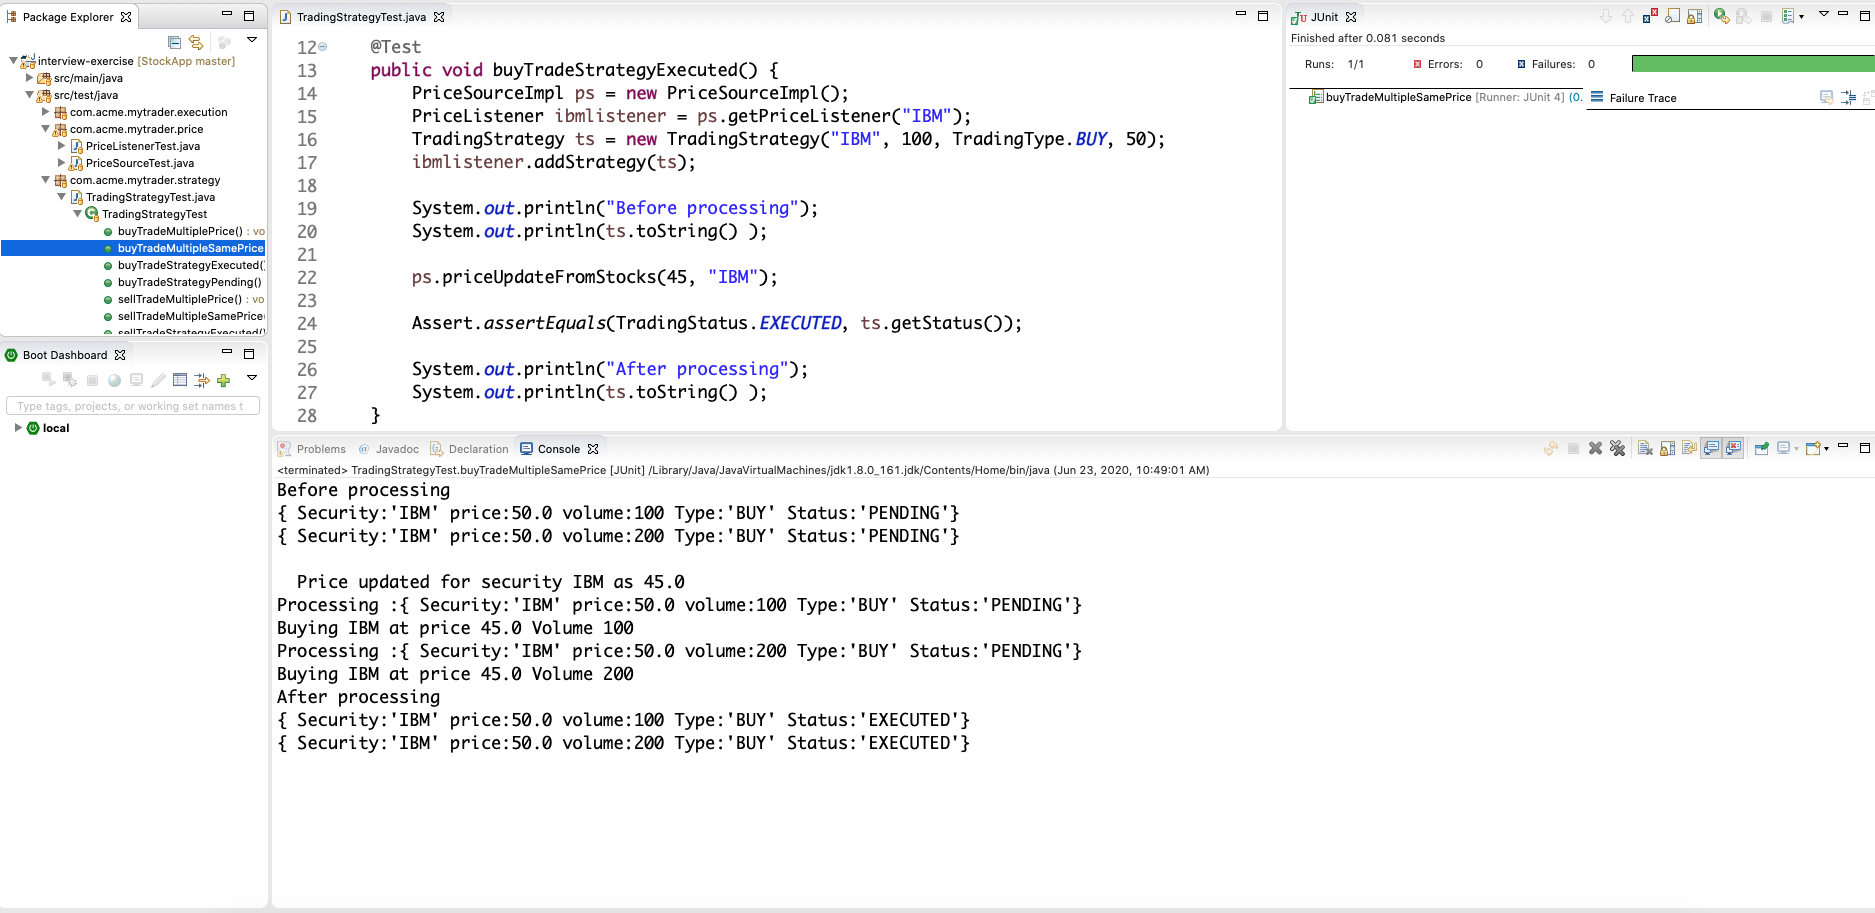 Package Explorer
interview-exercise [StockApp master]
src/main/java
src/test/java
com.acme.mytrader.execution
com.acme.mytrader.price
PriceListenerTest.java
PriceSourceTest.java
com.acme.mytrader.strategy
TradingStrategyTest.java
TradingStrategyTest
buyTradeMultiplePrice() : vo
buyTradeMultipleSamePrice
buyTradeStrategyExecuted()
buyTradeStrategyPending()
sellTradeMultiplePrice() : vo
sellTradeMultipleSamePrice
sellTradeStrategyExecuted()
Boot Dashboard
Type tags, projects, or working set names t
local
TradingStrategyTest.java
12 @Test
13 public void buyTradeStrategyExecuted() {
14 PriceSourceImpl ps = new PriceSourceImpl();
15 PriceListener ibmlistener = ps.getPriceListener("IBM");
16 TradingStrategy ts = new TradingStrategy("IBM", 100, TradingType.BUY, 50);
17 ibmlistener.addStrategy(ts);
18
19 System.out.println("Before processing");
20 System.out.println(ts.toString() );
21
22 ps.priceUpdateFromStocks(45, "IBM");
23
24 Assert.assertEquals(TradingStatus.EXECUTED, ts.getStatus());
25
26 System.out.println("After processing");
27 System.out.println(ts.toString() );
28 }
JUnit
Finished after 0.081 seconds
Runs: 1/1 Errors: 0 Failures: 0
buyTradeMultipleSamePrice [Runner: JUnit 4] (0.
Failure Trace
Problems @ Javadoc Declaration Console
<terminated> TradingStrategyTest.buyTradeMultipleSamePrice [JUnit] /Library/Java/JavaVirtualMachines/jdk1.8.0_161.jdk/Contents/Home/bin/java (Jun 23, 2020, 10:49:01 AM)
Before processing
{ Security:'IBM' price:50.0 volume:100 Type:'BUY' Status:'PENDING'}
{ Security:'IBM' price:50.0 volume:200 Type:'BUY' Status:'PENDING'}
Price updated for security IBM as 45.0
Processing :{ Security:'IBM' price:50.0 volume:100 Type:'BUY' Status:'PENDING'}
Buying IBM at price 45.0 Volume 100
Processing :{ Security:'IBM' price:50.0 volume:200 Type:'BUY' Status:'PENDING'}
Buying IBM at price 45.0 Volume 200
After processing
{ Security:'IBM' price:50.0 volume:100 Type:'BUY' Status:'EXECUTED'}
{ Security:'IBM' price:50.0 volume:200 Type:'BUY' Status:'EXECUTED'}